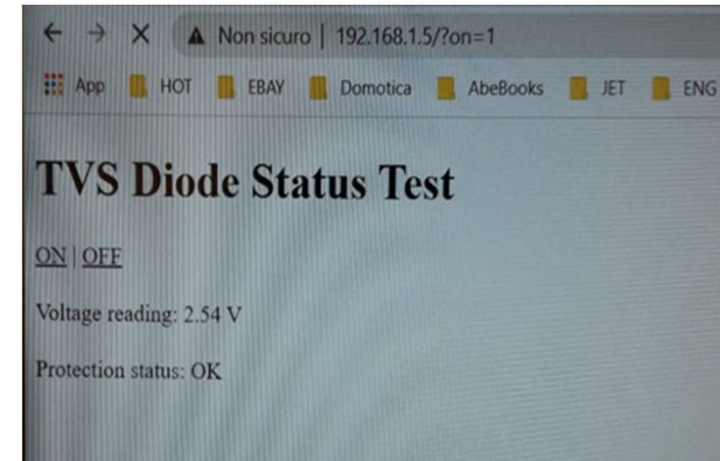 Non sicuro | 192.168.1.5/?on=1
App HOT EBAY Domotica AbeBooks JET ENG
TVS Diode Status Test
ON | OFF
Voltage reading: 2.54 V
Protection status: OK